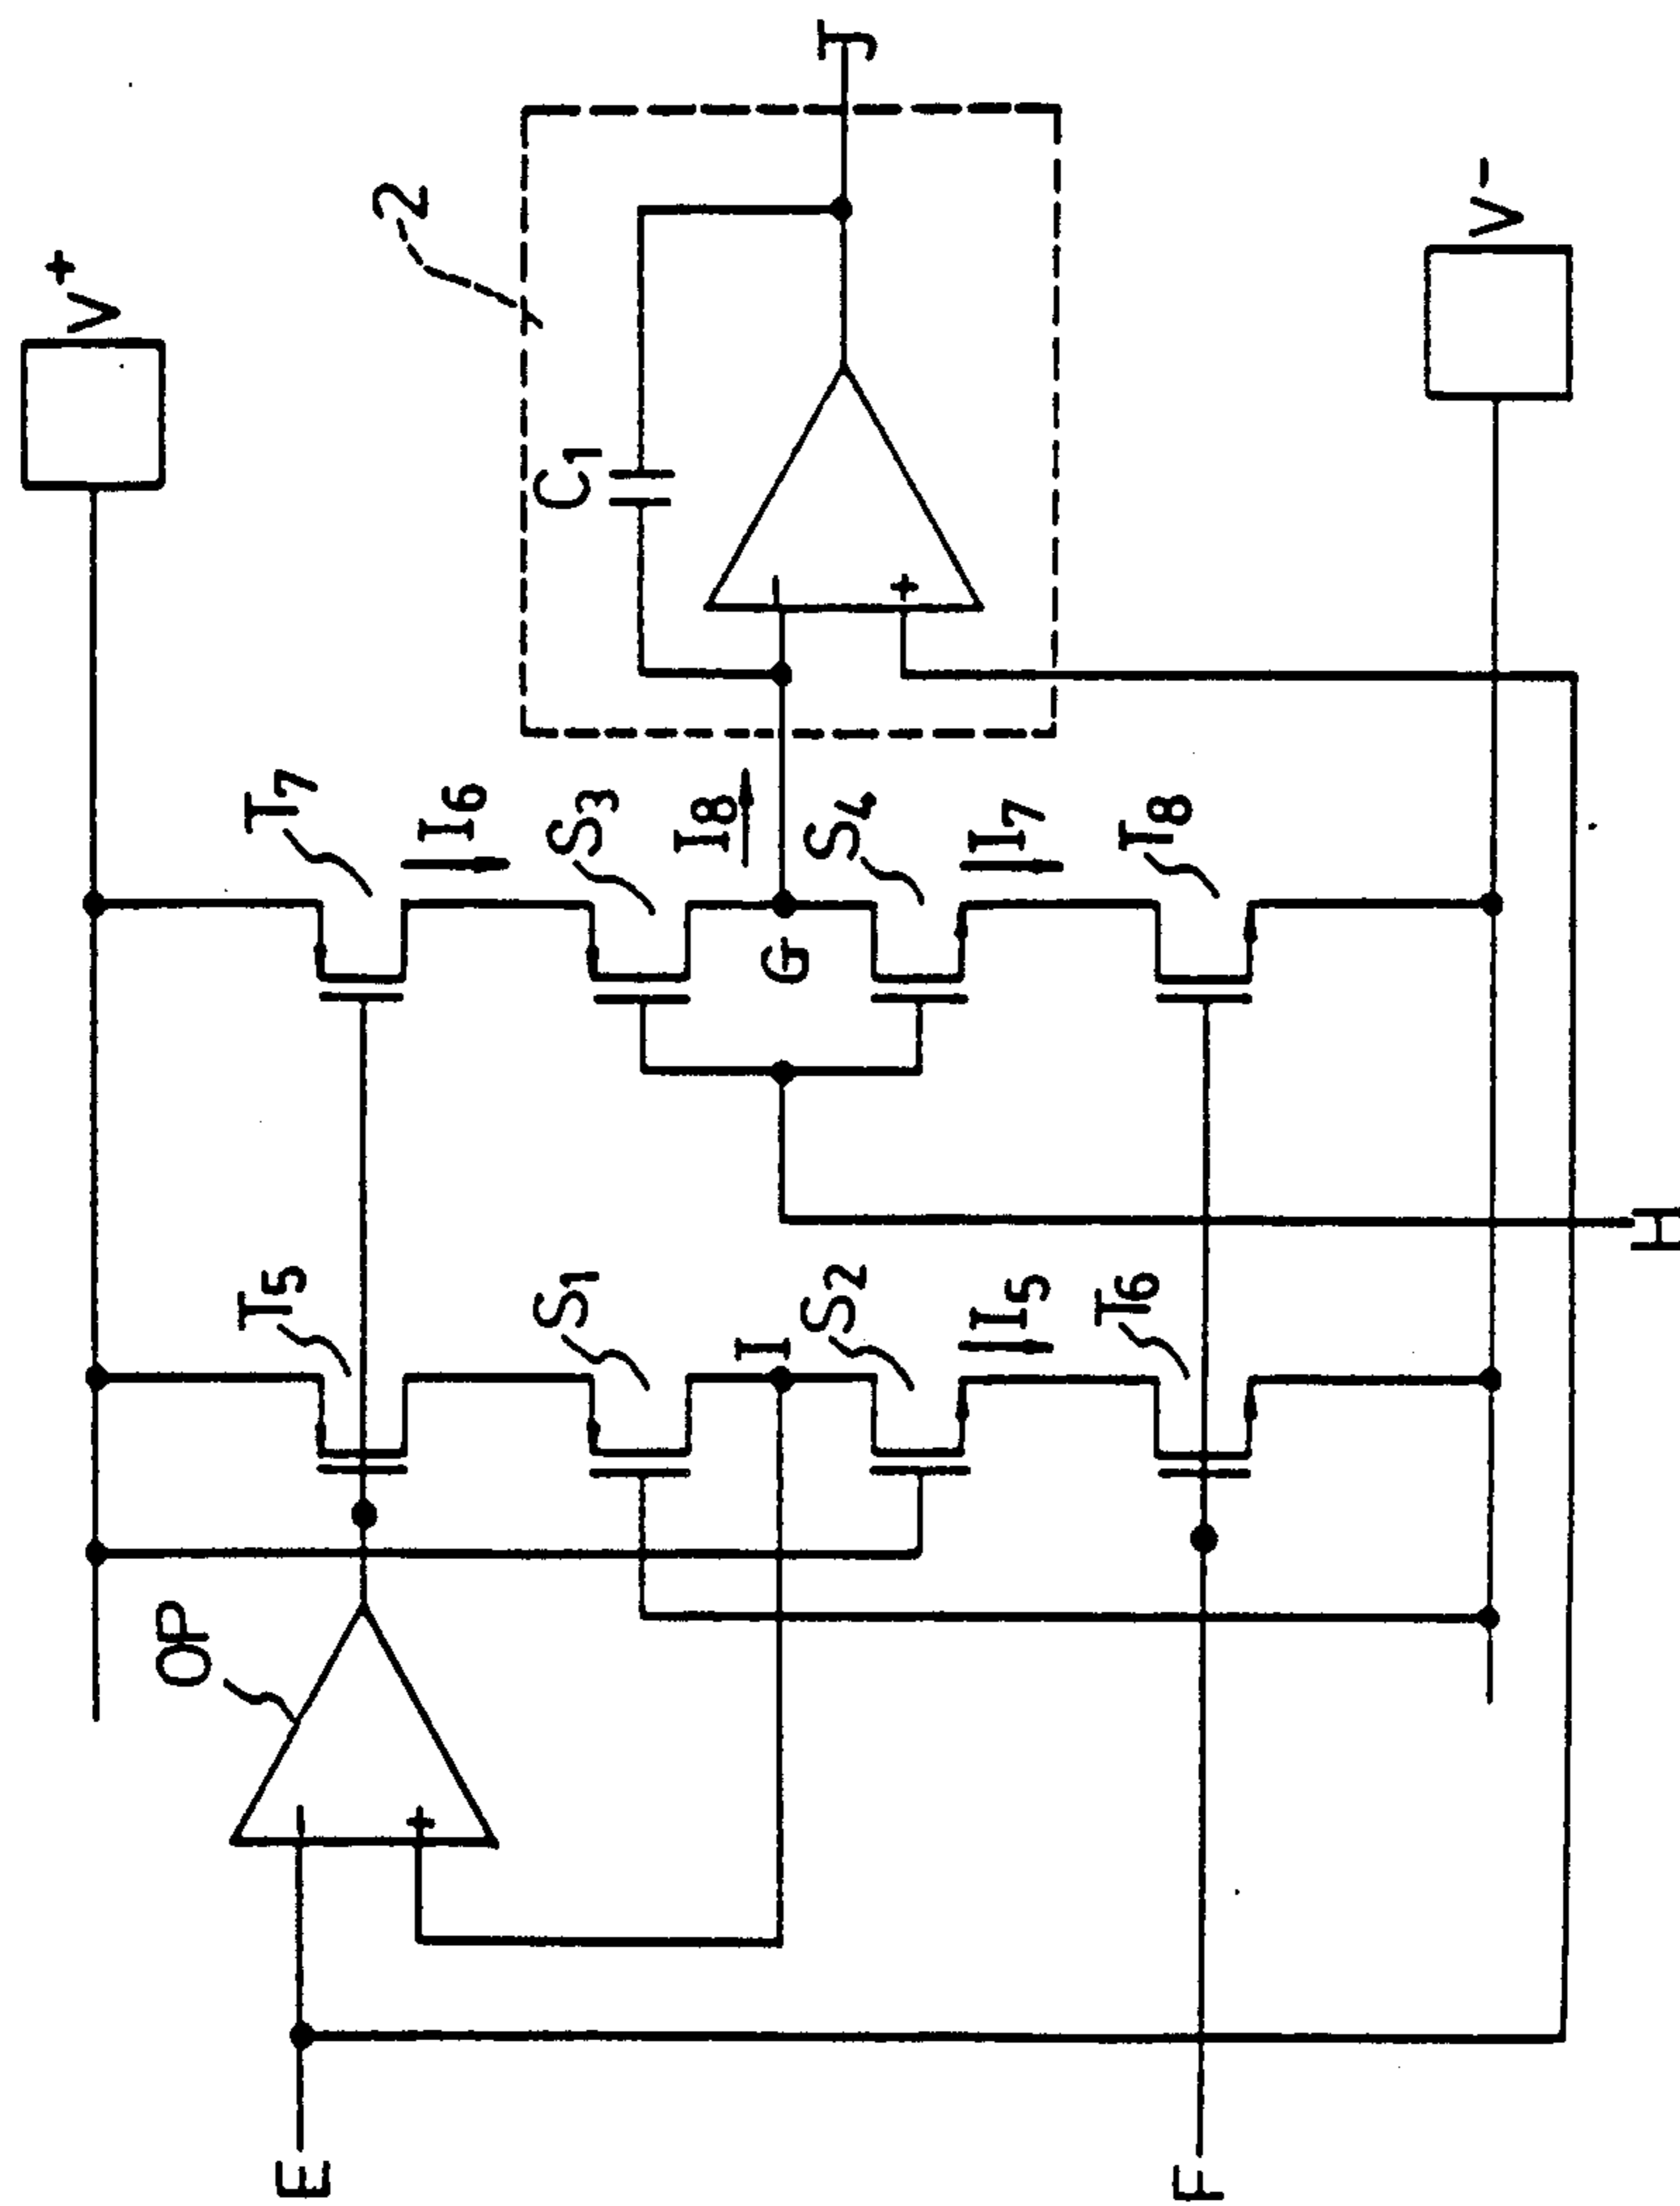 V+
OP
T5
T7
2
E
-
+
I6
S1
S3
C1
I8
I
G
-
J
S2
S4
+
I5
I7
T6
T8
F
V-
H